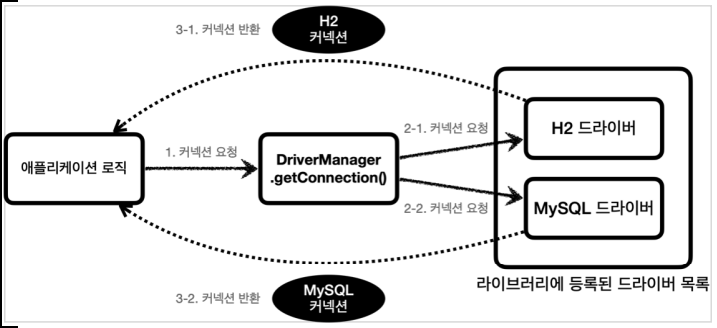 3-1. 커넥션 반환
H2
커넥션
애플리케이션 로직
1. 커넥션 요청
DriverManager
.getConnection()
2-1. 커넥션 요청
2-2. 커넥션 요청
H2 드라이버
MySQL 드라이버
라이브러리에 등록된 드라이버 목록
3-2. 커넥션 반환
MySQL
커넥션